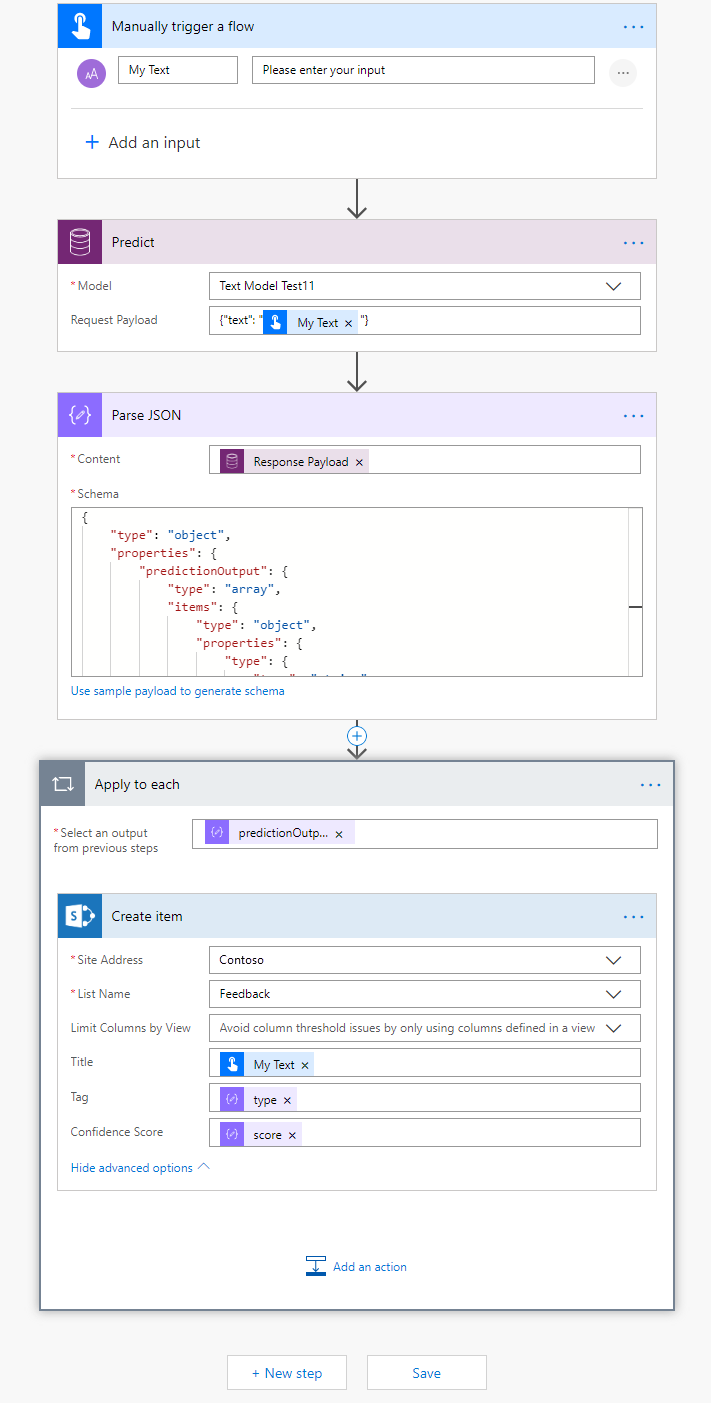 Manually trigger a flow
My Text
Please enter your input
Add an input
Predict
*Model
Text Model Test11
Request Payload
{"text": " My Text × "}
Parse JSON
*Content
Response Payload ×
*Schema
{
"type": "object",
"properties": {
"predictionOutput": {
"type": "array",
"items": {
"type": "object",
"properties": {
"type": {
Use sample payload to generate schema
Apply to each
*Select an output
from previous steps
predictionOutp... ×
Create item
*Site Address
Contoso
*List Name
Feedback
Limit Columns by View
Avoid column threshold issues by only using columns defined in a view
Title
My Text ×
Tag
type ×
Confidence Score
score ×
Hide advanced options
Add an action
+ New step
Save